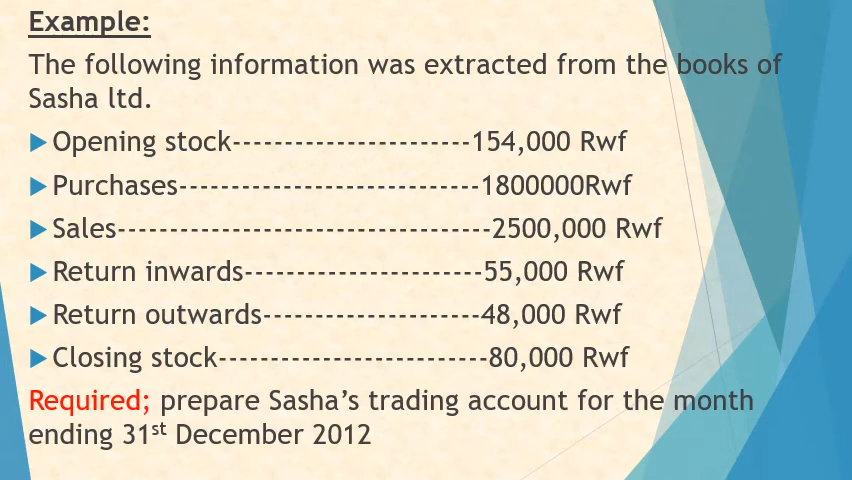 Example:
The following information was extracted from the books of
Sasha ltd.
Opening stock-----------------------154,000 Rwf
Purchases-----------------------------1800000Rwf
Sales------------------------------------2500,000 Rwf
Return inwards-----------------------55,000 Rwf
Return outwards---------------------48,000 Rwf
Closing stock--------------------------80,000 Rwf
Required; prepare Sasha’s trading account for the month
ending 31st December 2012